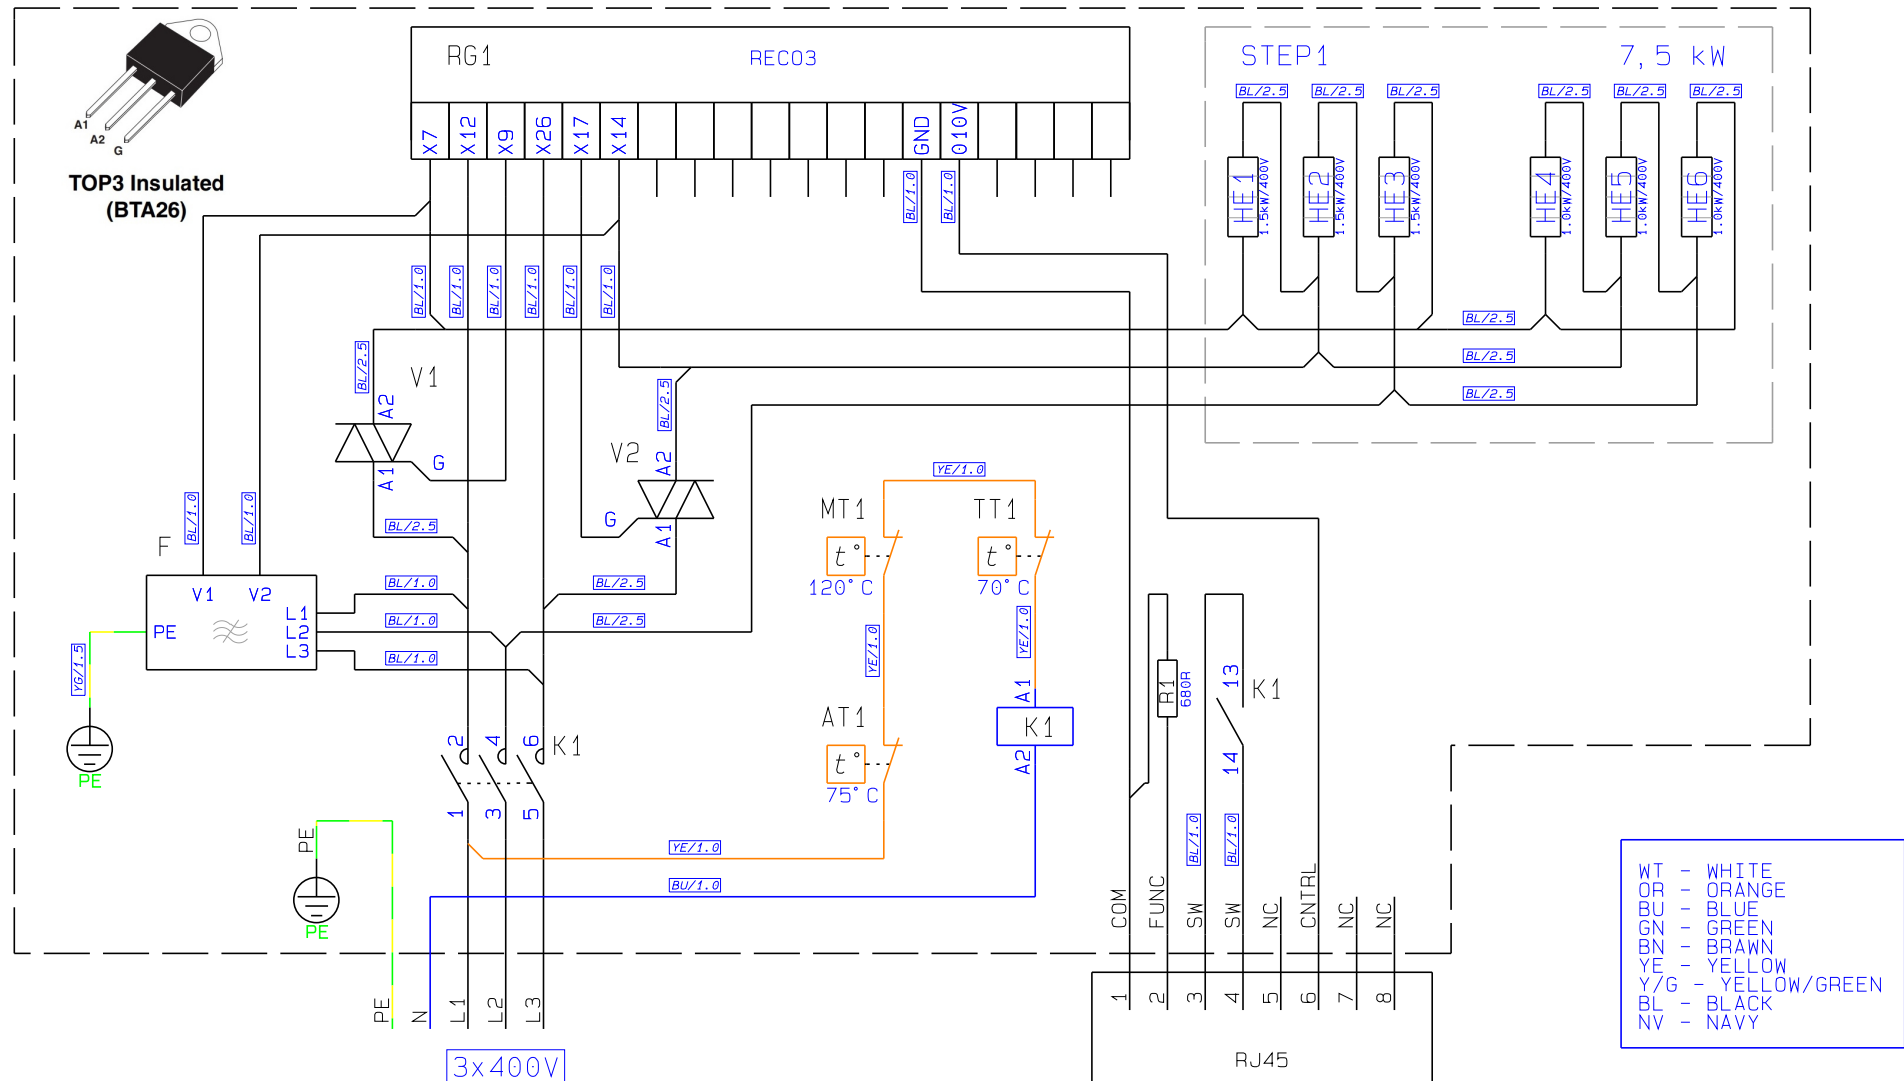 RG1
REC03
X7
X12
X9
X26
X17
X14
GND
010V
A1
A2
G
TOP3 Insulated
(BTA26)
STEP1
7,5 kW
BL/2.5
BL/2.5
BL/2.5
BL/2.5
BL/2.5
BL/2.5
HE1
1.5kW/400V
HE2
1.5kW/400V
HE3
1.5kW/400V
HE4
1.0kW/400V
HE5
1.0kW/400V
HE6
1.0kW/400V
BL/1.0
BL/1.0
BL/1.0
BL/1.0
BL/1.0
BL/1.0
BL/1.0
BL/1.0
BL/2.5
BL/2.5
BL/2.5
BL/2.5
V1
A2
A1
G
BL/2.5
V2
A2
A1
G
BL/1.0
BL/1.0
BL/2.5
F
V1
V2
L1
L2
L3
PE
BL/1.0
BL/1.0
BL/1.0
BL/2.5
BL/2.5
YG/1.5
PE
YE/1.0
MT1
t°
120°C
TT1
t°
70°C
YE/1.0
YE/1.0
AT1
t°
75°C
A1
K1
A2
2
4
6
K1
1
3
5
R1
680R
13
K1
14
YE/1.0
BU/1.0
BL/1.0
BL/1.0
PE
PE
COM
FUNC
SW
SW
NC
CNTRL
NC
NC
PE
N
L1
L2
L3
3x400V
1
2
3
4
5
6
7
8
RJ45
WT - WHITE
OR - ORANGE
BU - BLUE
GN - GREEN
BN - BRAWN
YE - YELLOW
Y/G - YELLOW/GREEN
BL - BLACK
NV - NAVY